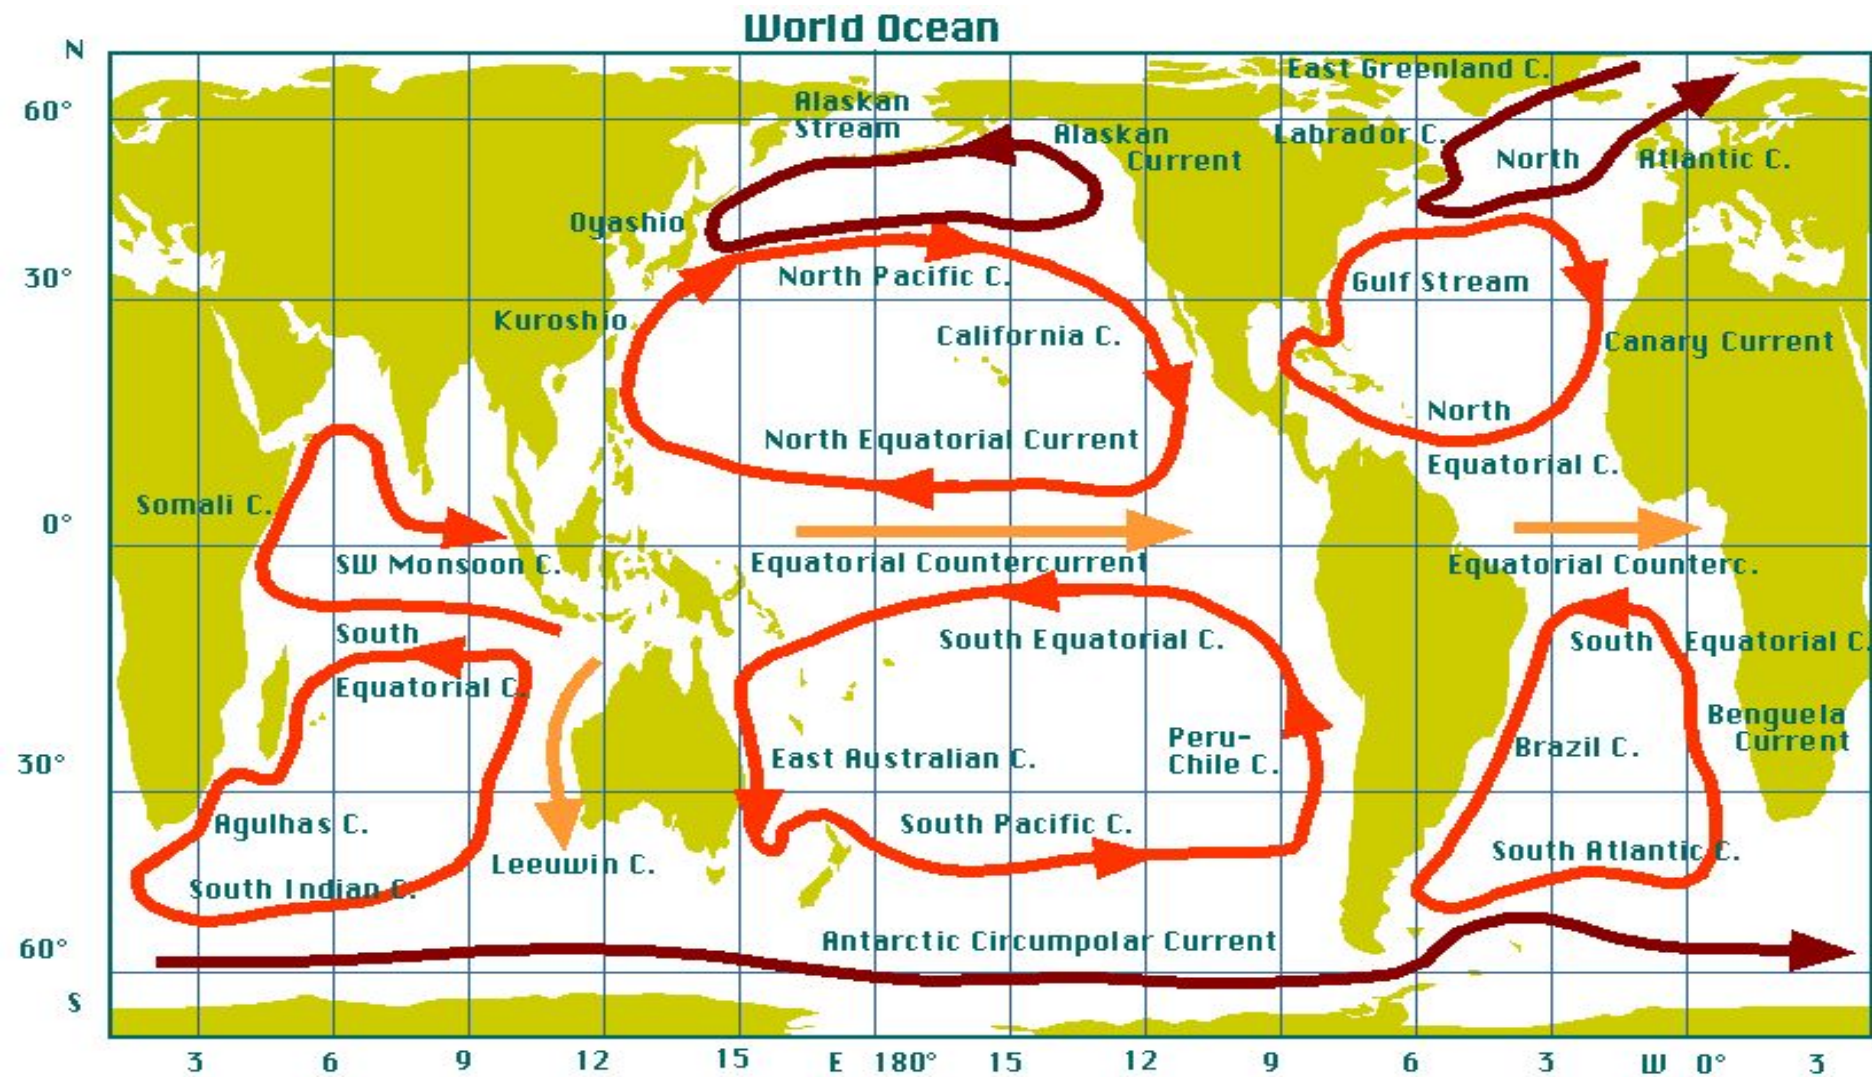 World Ocean
N
60°
30°
0°
30°
60°
S
East Greenland C.
Alaskan
Stream
Alaskan
Current
Labrador C.
North Atlantic C.
Oyashio
North Pacific C.
Gulf Stream
Kuroshio
California C.
Canary Current
North Equatorial Current
North
Equatorial C.
Somali C.
SW Monsoon C.
Equatorial Countercurrent
Equatorial Counterc.
South
Equatorial C.
South Equatorial C.
South Equatorial C.
East Australian C.
Peru-
Chile C.
Brazil C.
Benguela
Current
Agulhas C.
South Pacific C.
South Atlantic C.
Leeuwin C.
South Indian C.
Antarctic Circumpolar Current
3 6 9 12 15 E 180° 15 12 9 6 3 W 0° 3